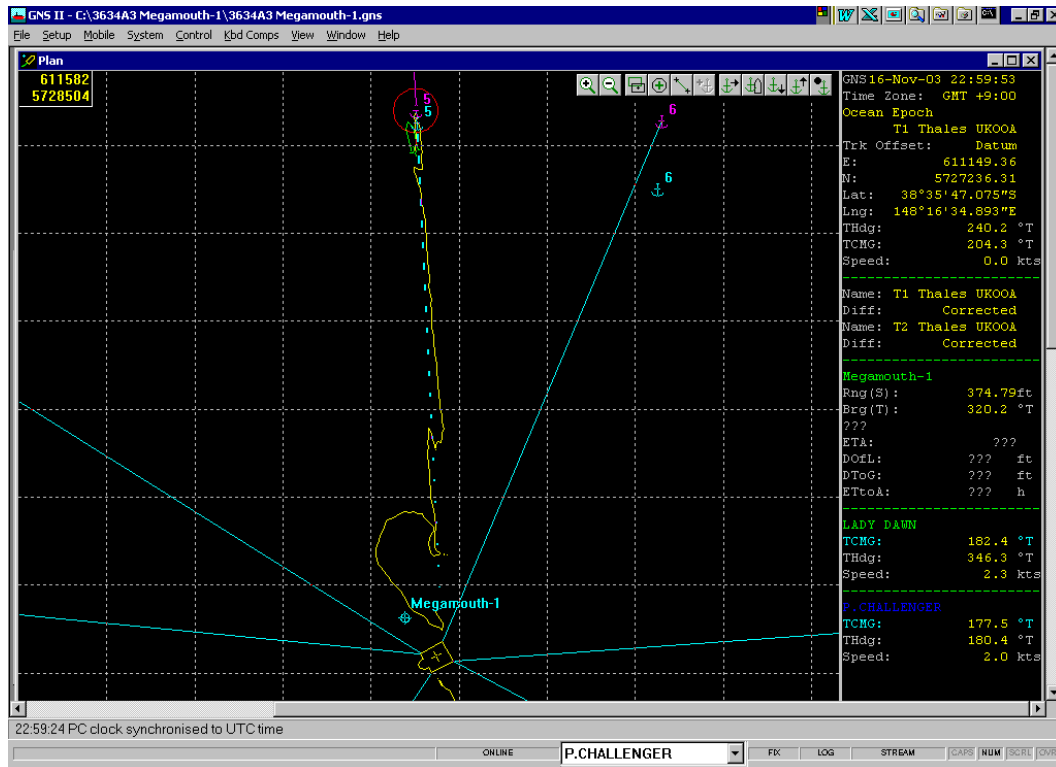 GNS II - C:\3634A3 Megamouth-1\3634A3 Megamouth-1.gns
File Setup Mobile System Control Kbd Comps View Window Help
Plan
611582
5728504
5
5
6
6
Megamouth-1
GNS 16-Nov-03 22:59:53
Time Zone: GMT +9:00
Ocean Epoch
T1 Thales UKOOA
Trk Offset: Datum
E: 611149.36
N: 5727236.31
Lat: 38°35'47.075"S
Lng: 148°16'34.893"E
THdg: 240.2 °T
TCMG: 204.3 °T
Speed: 0.0 kts
Name: T1 Thales UKOOA
Diff: Corrected
Name: T2 Thales UKOOA
Diff: Corrected
Megamouth-1
Rng(S): 374.79ft
Brg(T): 320.2 °T
???
ETA: ???
DOfL: ??? ft
DToG: ??? ft
ETtoA: ??? h
LADY DAWN
TCMG: 182.4 °T
THdg: 346.3 °T
Speed: 2.3 kts
P.CHALLENGER
TCMG: 177.5 °T
THdg: 180.4 °T
Speed: 2.0 kts
22:59:24 PC clock synchronised to UTC time
ONLINE P.CHALLENGER FIX LOG STREAM CAPS NUM SCRL OVR